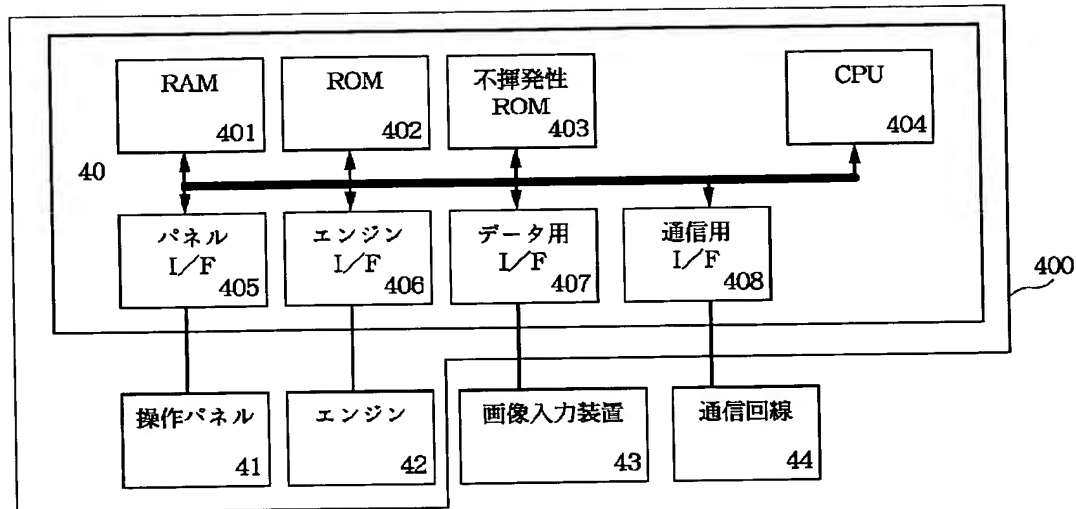 RAM
401
ROM
402
不揮発性
ROM
403
CPU
404
40
パネル
I/F
405
エンジン
I/F
406
データ用
I/F
407
通信用
I/F
408
400
操作パネル
41
エンジン
42
画像入力装置
43
通信回線
44